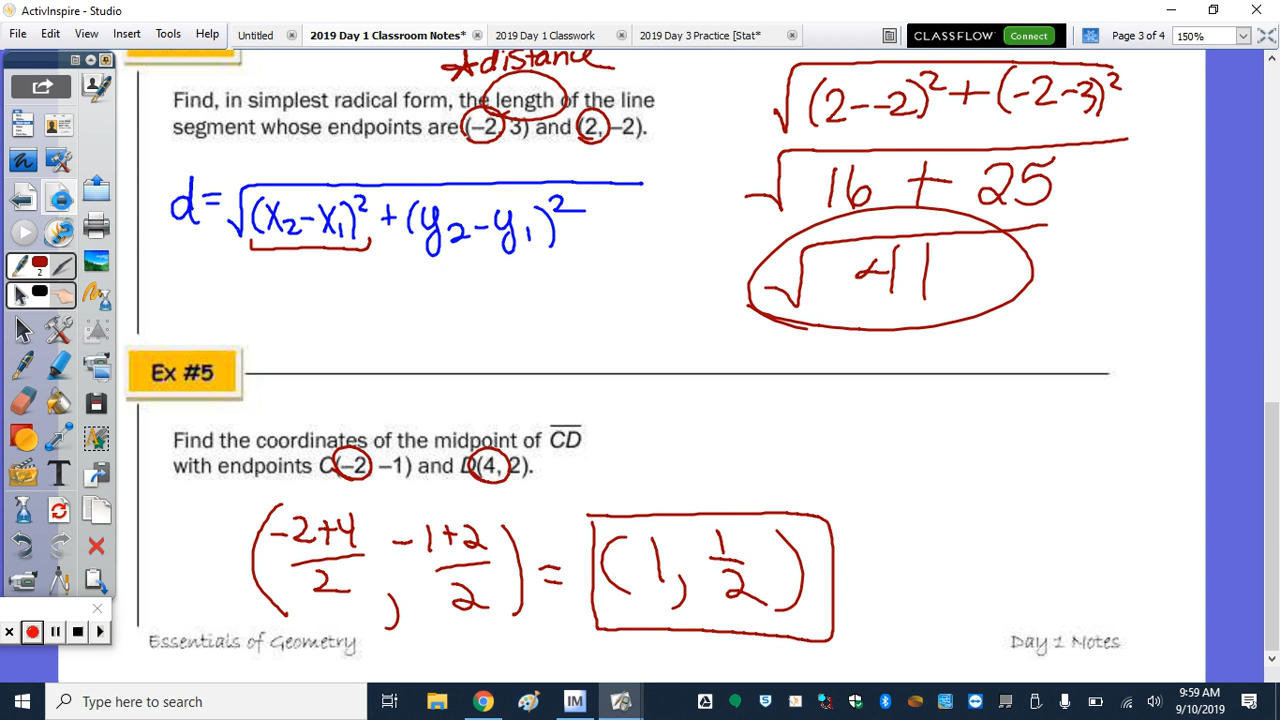 ActivInspire - Studio
File Edit View Insert Tools Help Untitled 2019 Day 1 Classroom Notes* 2019 Day 1 Classwork 2019 Day 3 Practice [Stat* CLASSFLOW Connect Page 3 of 4 150%
*distance
Find, in simplest radical form, the length of the line
segment whose endpoints are (−2, 3) and (2, −2).
d = √(x₂−x₁)² + (y₂−y₁)²
√(2--2)² + (-2-3)²
√16 + 25
√41
Ex #5
Find the coordinates of the midpoint of CD
with endpoints C(−2, −1) and D(4, 2).
(-2+4/2, -1+2/2) = (1, 1/2)
Essentials of Geometry Day 1 Notes
2
Type here to search
IM
9:59 AM
9/10/2019